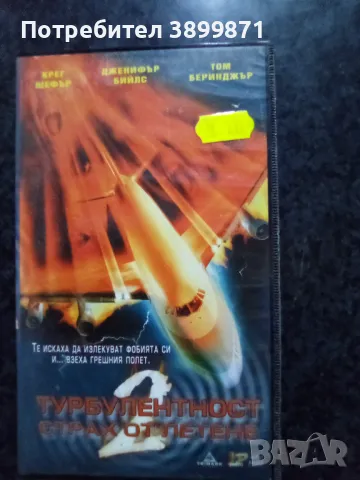 Потребител 3899871
КРЕГ ШЕФЪР
ДЖЕНИФЪР БИЙЛС
ТОМ БЕРИНДЖЪР
ТЕ ИСКАХА ДА ИЗЛЕКУВАТ ФОБИЯТА СИ
И... ВЗЕХА ГРЕШНИЯ ПОЛЕТ.
ТУРБУЛЕНТНОСТ
2
СТРАХ ОТ ЛЕТЕНЕ
bazar